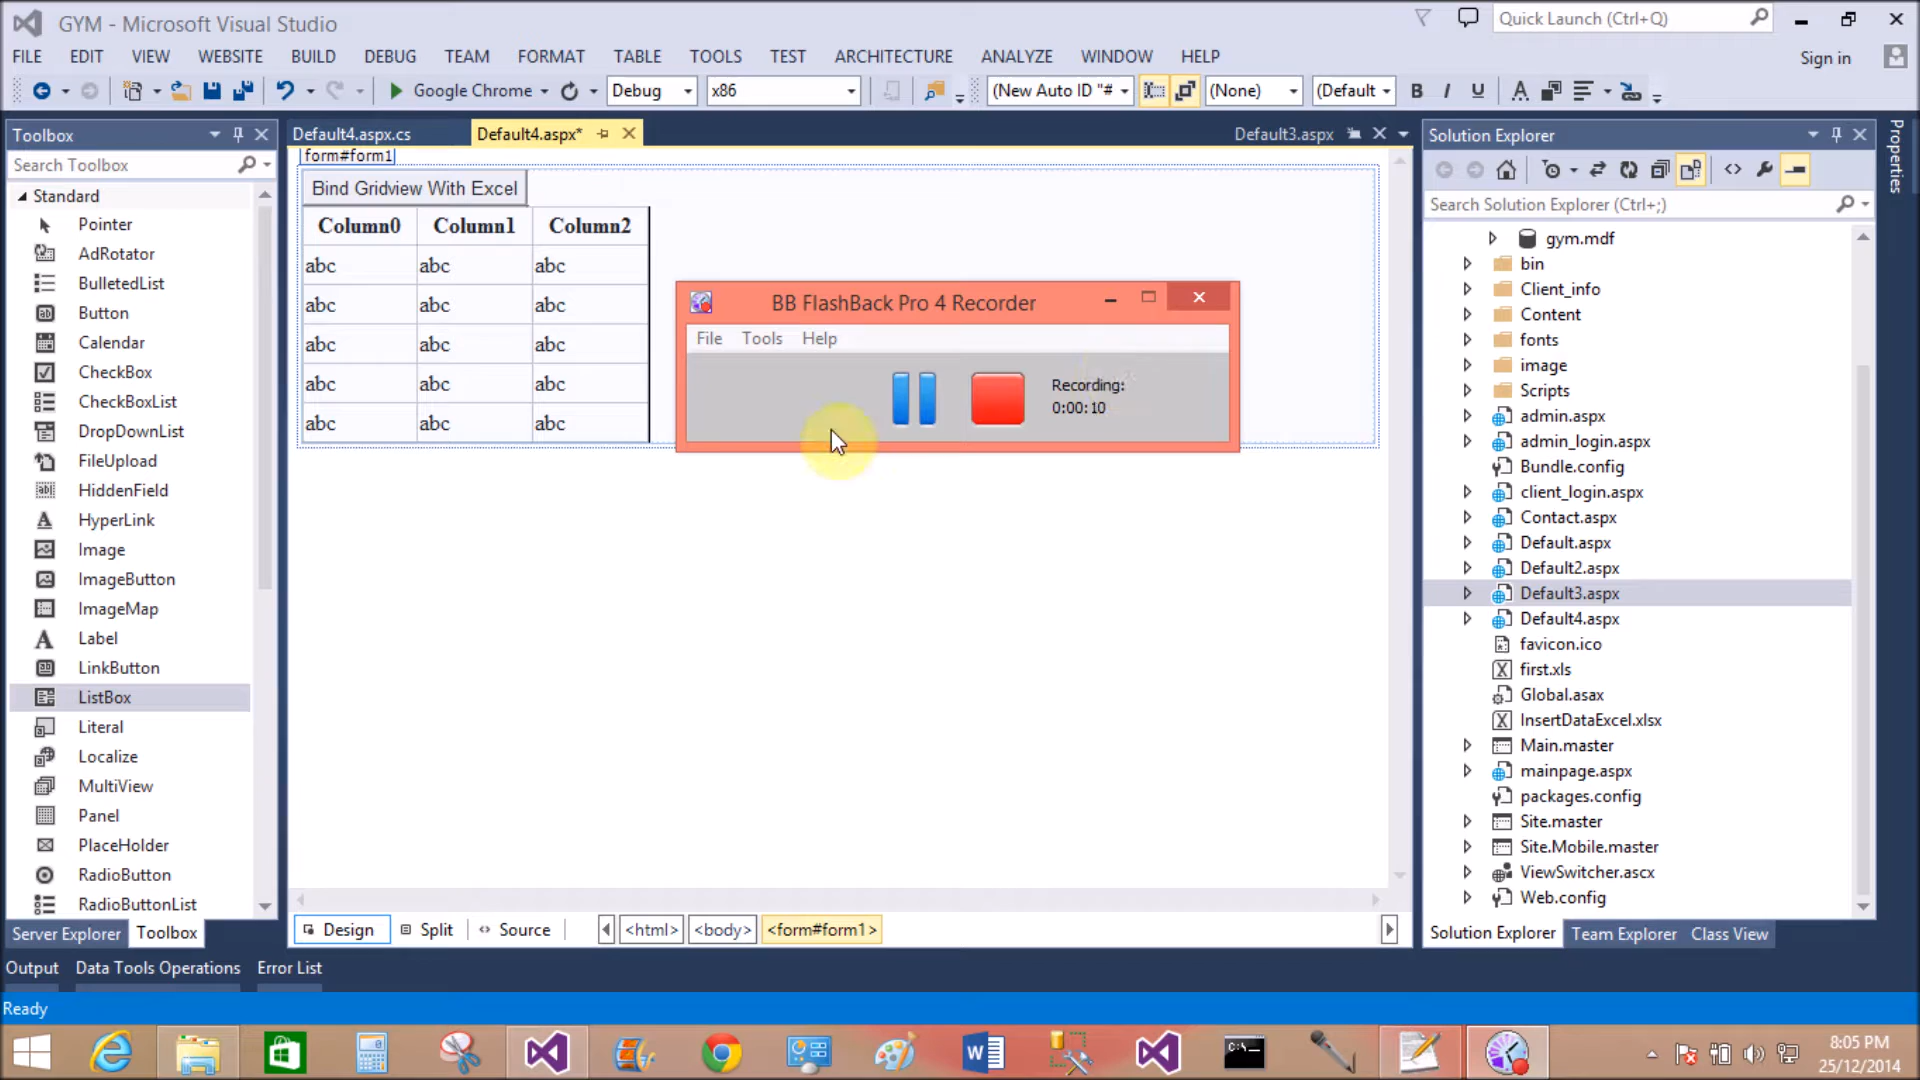 GYM - Microsoft Visual Studio
Quick Launch (Ctrl+Q)
FILE EDIT VIEW WEBSITE BUILD DEBUG TEAM FORMAT TABLE TOOLS TEST ARCHITECTURE ANALYZE WINDOW HELP
Sign in
Google Chrome Debug x86 (New Auto ID "# (None) (Default B I U A
Toolbox
Search Toolbox
Standard
Pointer
AdRotator
BulletedList
Button
Calendar
CheckBox
CheckBoxList
DropDownList
FileUpload
HiddenField
HyperLink
Image
ImageButton
ImageMap
Label
LinkButton
ListBox
Literal
Localize
MultiView
Panel
PlaceHolder
RadioButton
RadioButtonList
Server Explorer Toolbox
Default4.aspx.cs Default4.aspx* Default3.aspx
form#form1
Bind Gridview With Excel
Column0 Column1 Column2
abc abc abc
abc abc abc
abc abc abc
abc abc abc
abc abc abc
BB FlashBack Pro 4 Recorder
File Tools Help
Recording:
0:00:10
Design Split Source <html> <body> <form#form1>
Solution Explorer
Search Solution Explorer (Ctrl+;)
gym.mdf
bin
Client_info
Content
fonts
image
Scripts
admin.aspx
admin_login.aspx
Bundle.config
client_login.aspx
Contact.aspx
Default.aspx
Default2.aspx
Default3.aspx
Default4.aspx
favicon.ico
first.xls
Global.asax
InsertDataExcel.xlsx
Main.master
mainpage.aspx
packages.config
Site.master
Site.Mobile.master
ViewSwitcher.ascx
Web.config
Solution Explorer Team Explorer Class View
Properties
Output Data Tools Operations Error List
Ready
8:05 PM
25/12/2014